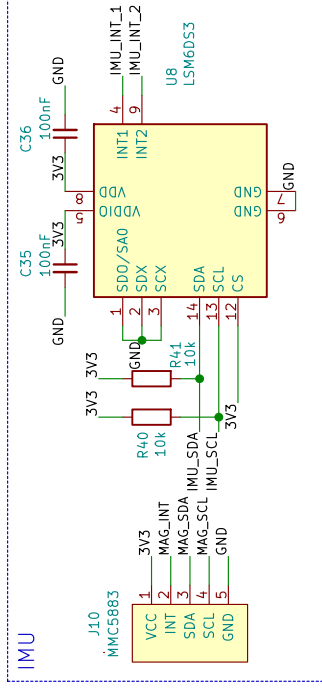 IMU
J10
MMC5883
VCC
1
3V3
INT
2
MAG_INT
SDA
3
MAG_SDA
SCL
4
MAG_SCL
GND
5
GND
3V3
R40
10k
3V3
R41
10k
IMU_SDA
IMU_SCL
3V3
GND
1
SDO/SA0
2
SDX
3
SCX
14
SDA
13
SCL
12
CS
GND
C35
100nF
3V3
5
VDDIO
3V3
8
VDD
C36
100nF
GND
INT1
4
IMU_INT_1
INT2
9
IMU_INT_2
U8
LSM6DS3
GND
6
GND
7
GND